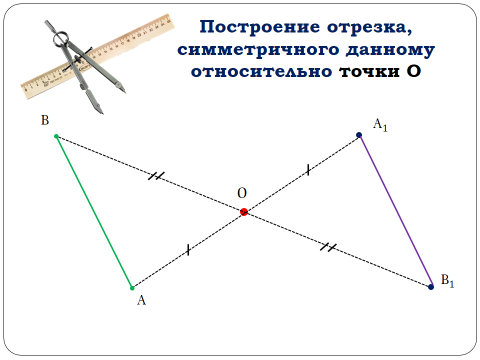 Построение отрезка,
симметричного данному
относительно точки О
B
A₁
O
A
B₁